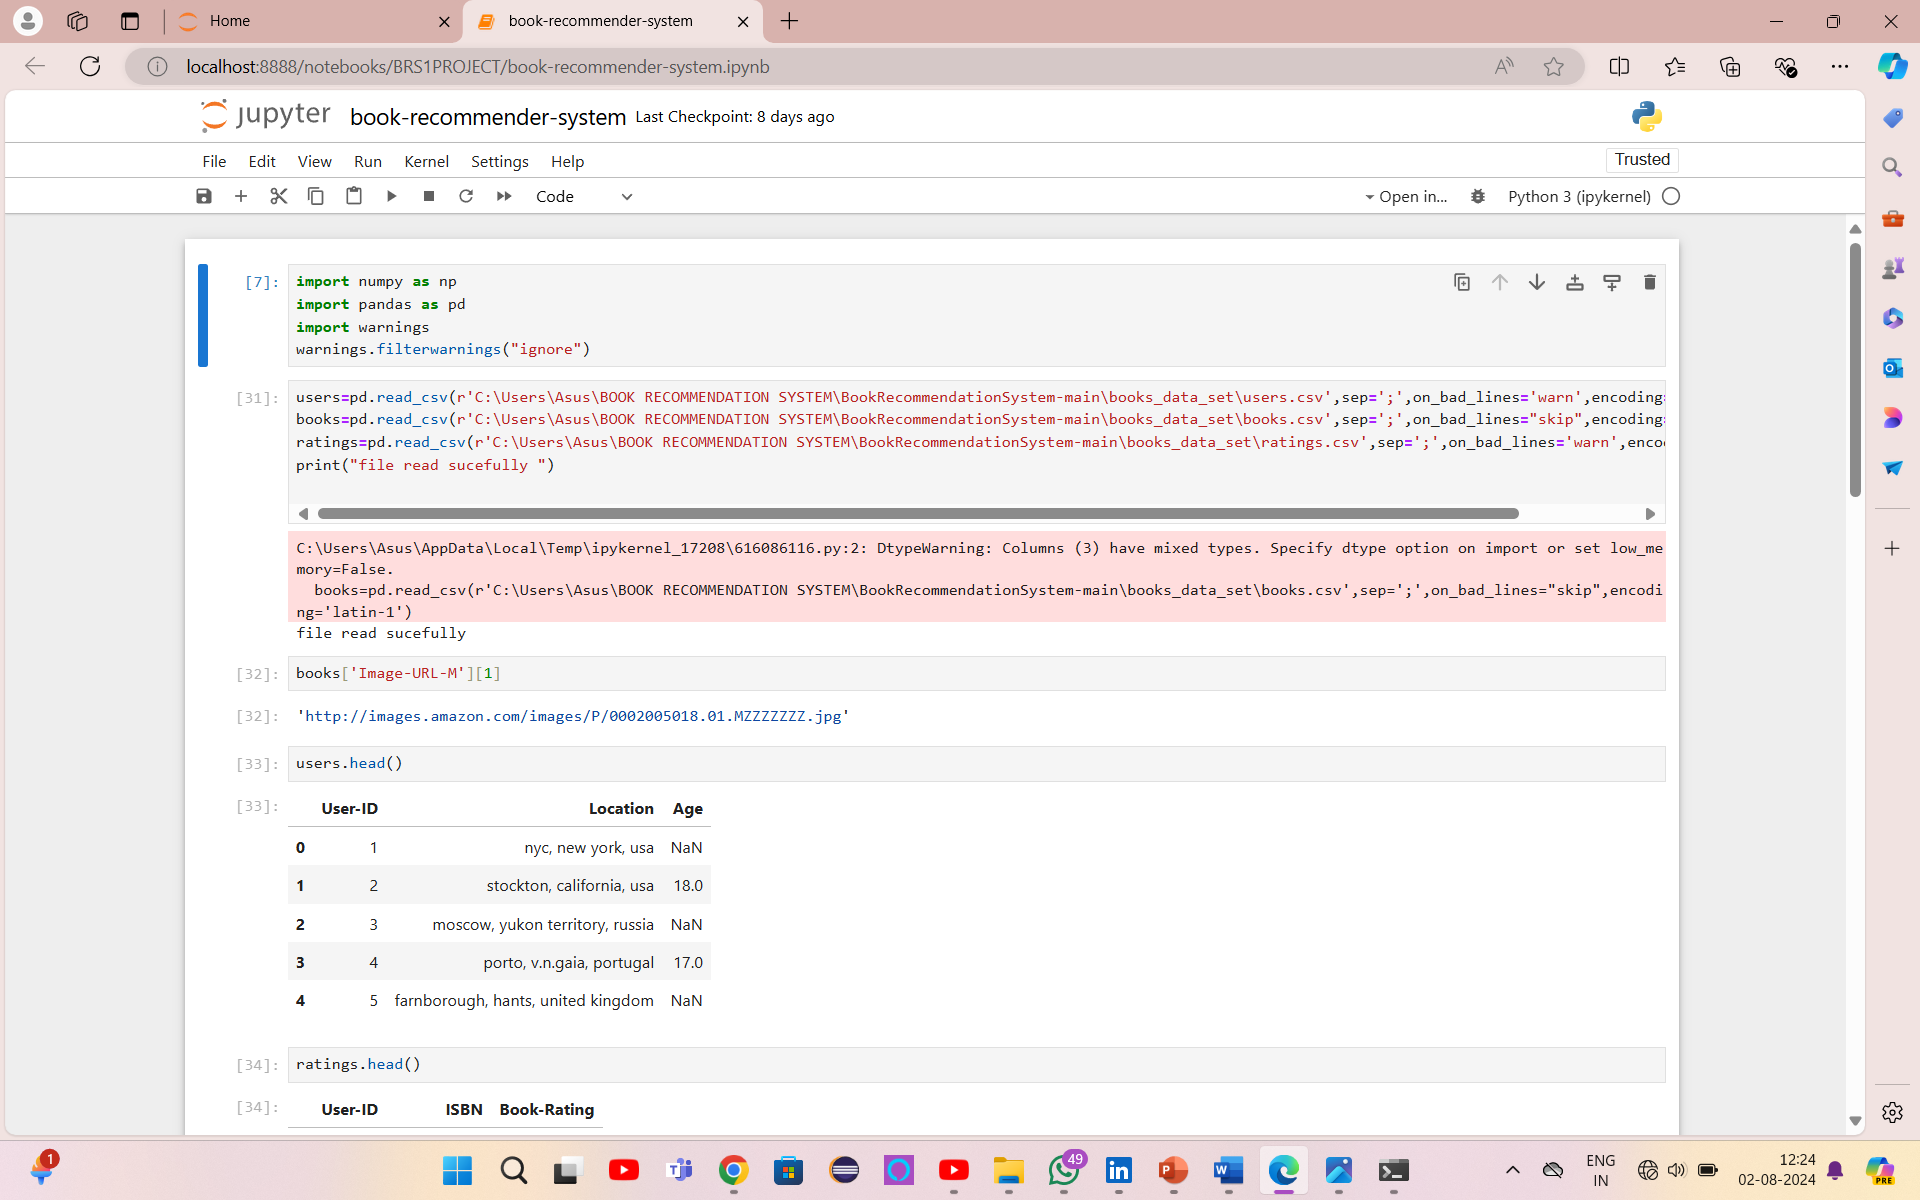 Home
book-recommender-system
localhost:8888/notebooks/BRS1PROJECT/book-recommender-system.ipynb
jupyter book-recommender-system Last Checkpoint: 8 days ago
File Edit View Run Kernel Settings Help
Trusted
Code
Open in...
Python 3 (ipykernel)
[7]:
import numpy as np
import pandas as pd
import warnings
warnings.filterwarnings("ignore")
[31]:
users=pd.read_csv(r'C:\Users\Asus\BOOK RECOMMENDATION SYSTEM\BookRecommendationSystem-main\books_data_set\users.csv',sep=';',on_bad_lines='warn',encoding=
books=pd.read_csv(r'C:\Users\Asus\BOOK RECOMMENDATION SYSTEM\BookRecommendationSystem-main\books_data_set\books.csv',sep=';',on_bad_lines="skip",encoding=
ratings=pd.read_csv(r'C:\Users\Asus\BOOK RECOMMENDATION SYSTEM\BookRecommendationSystem-main\books_data_set\ratings.csv',sep=';',on_bad_lines='warn',enco
print("file read sucefully ")
C:\Users\Asus\AppData\Local\Temp\ipykernel_17208\616086116.py:2: DtypeWarning: Columns (3) have mixed types. Specify dtype option on import or set low_me
mory=False.
books=pd.read_csv(r'C:\Users\Asus\BOOK RECOMMENDATION SYSTEM\BookRecommendationSystem-main\books_data_set\books.csv',sep=';',on_bad_lines="skip",encodi
ng='latin-1')
file read sucefully
[32]:
books['Image-URL-M'][1]
[32]:
'http://images.amazon.com/images/P/0002005018.01.MZZZZZZZ.jpg'
[33]:
users.head()
[33]:
User-ID Location Age
0 1 nyc, new york, usa NaN
1 2 stockton, california, usa 18.0
2 3 moscow, yukon territory, russia NaN
3 4 porto, v.n.gaia, portugal 17.0
4 5 farnborough, hants, united kingdom NaN
[34]:
ratings.head()
[34]:
User-ID ISBN Book-Rating
1
49
ENG
IN
12:24
02-08-2024
PRE